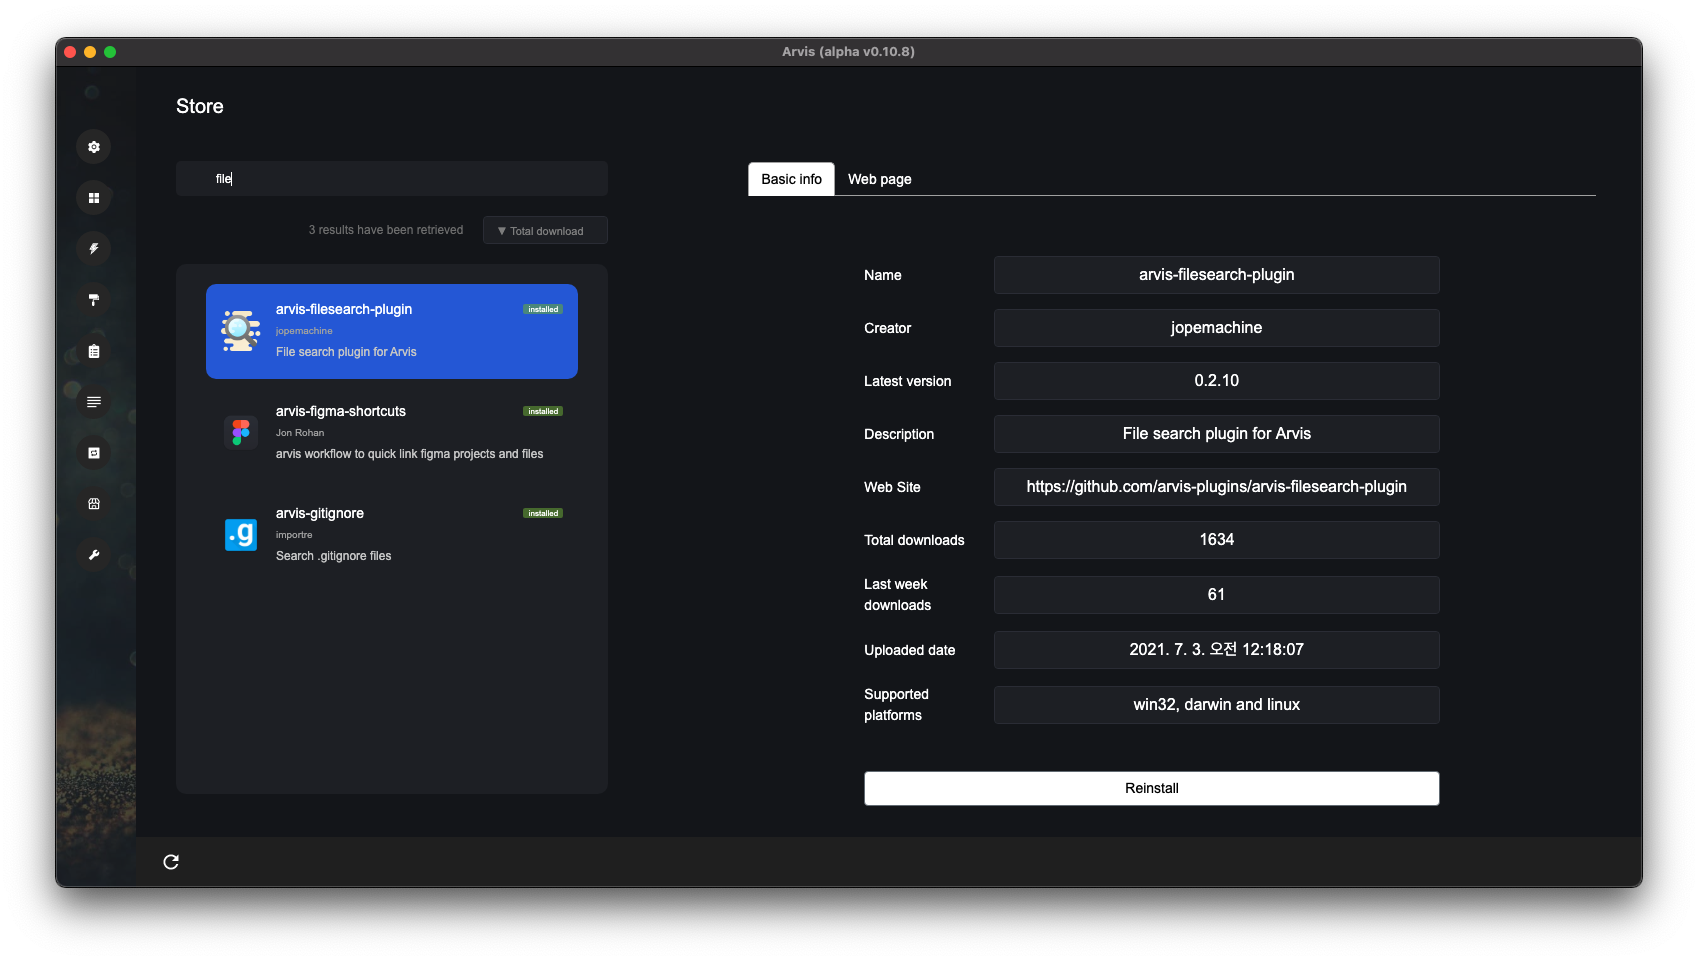 Arvis (alpha v0.10.8)
Store
file
3 results have been retrieved
▼ Total download
arvis-filesearch-plugin
installed
jopemachine
File search plugin for Arvis
arvis-figma-shortcuts
installed
Jon Rohan
arvis workflow to quick link figma projects and files
.g
arvis-gitignore
installed
importre
Search .gitignore files
Basic info
Web page
Name
arvis-filesearch-plugin
Creator
jopemachine
Latest version
0.2.10
Description
File search plugin for Arvis
Web Site
https://github.com/arvis-plugins/arvis-filesearch-plugin
Total downloads
1634
Last week
downloads
61
Uploaded date
2021. 7. 3. 오전 12:18:07
Supported
platforms
win32, darwin and linux
Reinstall